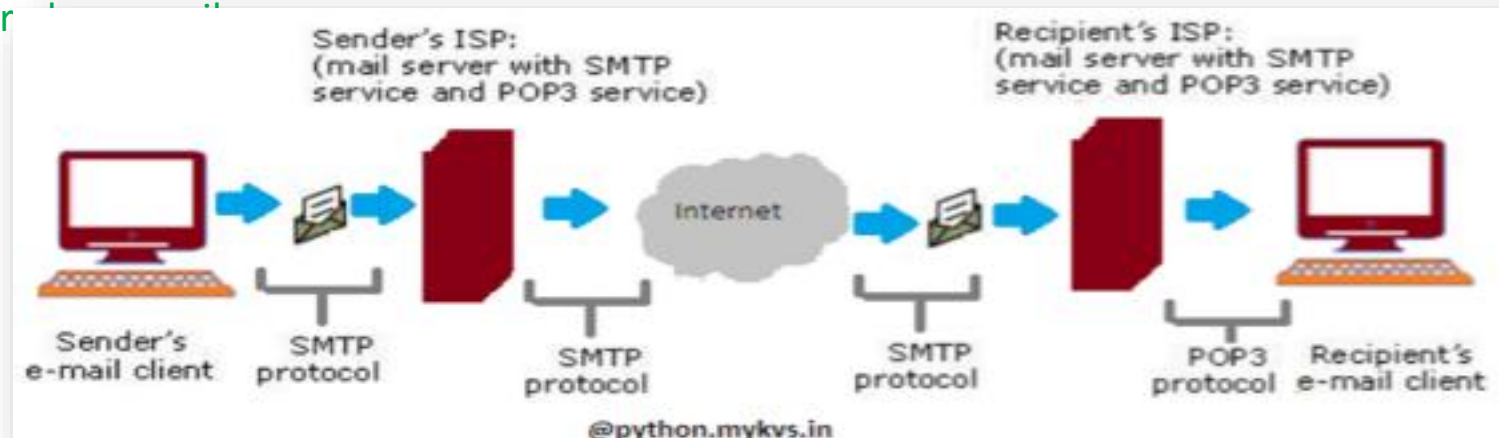 Sender's ISP:
(mail server with SMTP
service and POP3 service)
Recipient's ISP:
(mail server with SMTP
service and POP3 service)
Internet
Sender's
e-mail client
SMTP
protocol
SMTP
protocol
SMTP
protocol
POP3
protocol
Recipient's
e-mail client
@python.mykvs.in